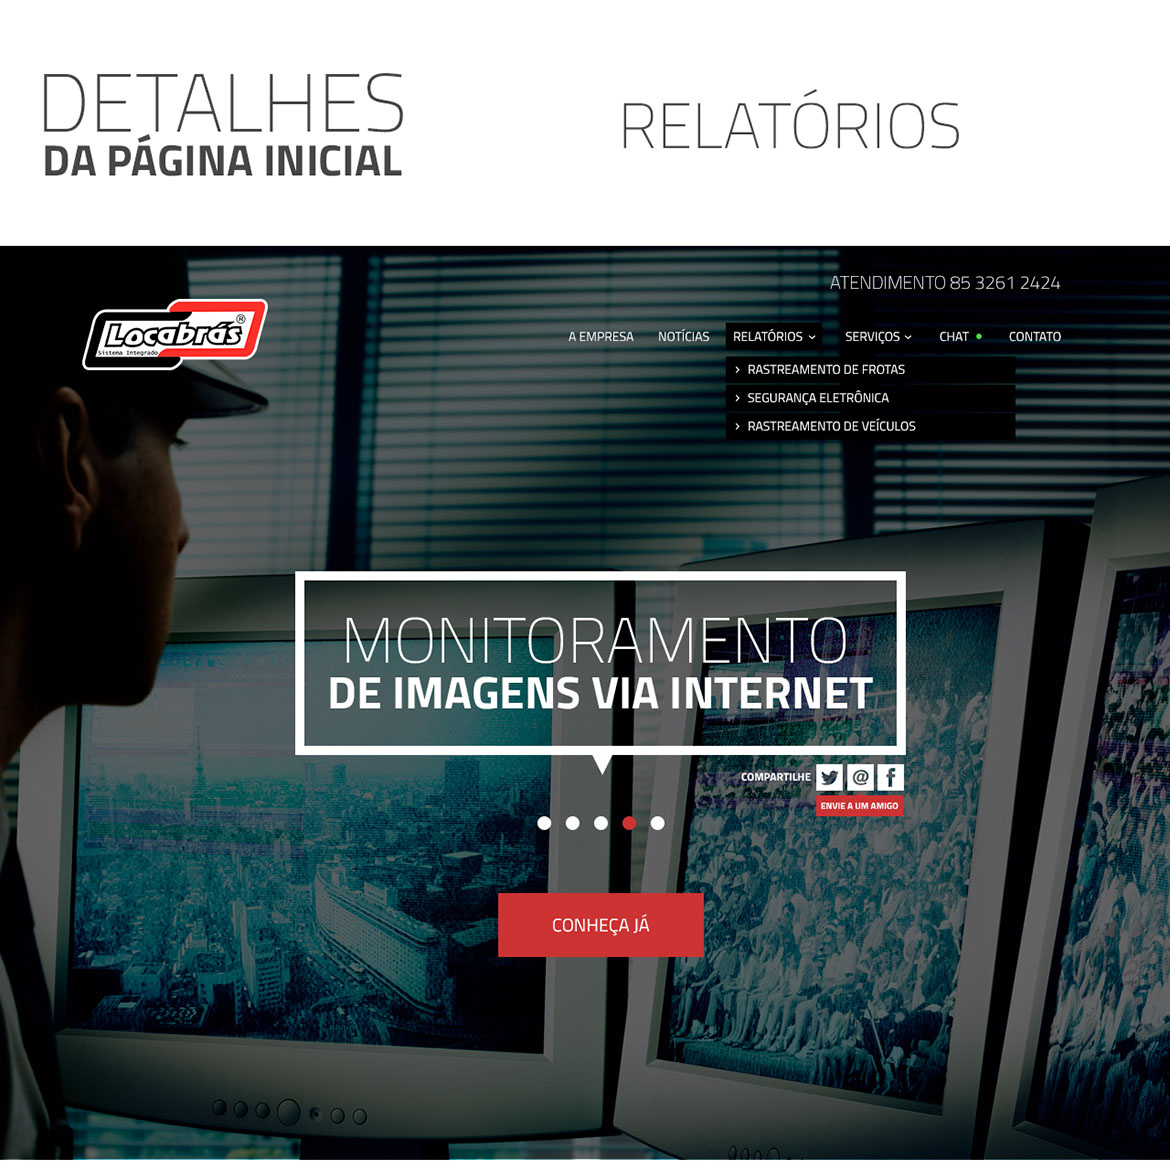 DETALHES
DA PÁGINA INICIAL
RELATÓRIOS
ATENDIMENTO 85 3261 2424
Locabrás®
Sistema Integrado
A EMPRESA NOTÍCIAS RELATÓRIOS SERVIÇOS CHAT CONTATO
RASTREAMENTO DE FROTAS
SEGURANÇA ELETRÔNICA
RASTREAMENTO DE VEÍCULOS
MONITORAMENTO
DE IMAGENS VIA INTERNET
COMPARTILHE
ENVIE A UM AMIGO
CONHEÇA JÁ